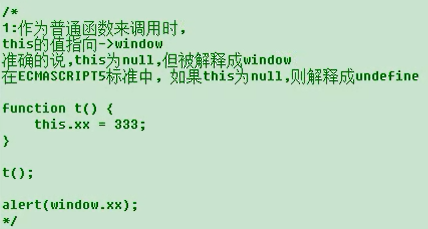 /*
1:作为普通函数来调用时，
this的值指向->window
准确的说,this为null,但被解释成window
在ECMASCRIPT5标准中，如果this为null,则解释成undefine
function t() {
    this.xx = 333;
}
t();
alert(window.xx);
*/